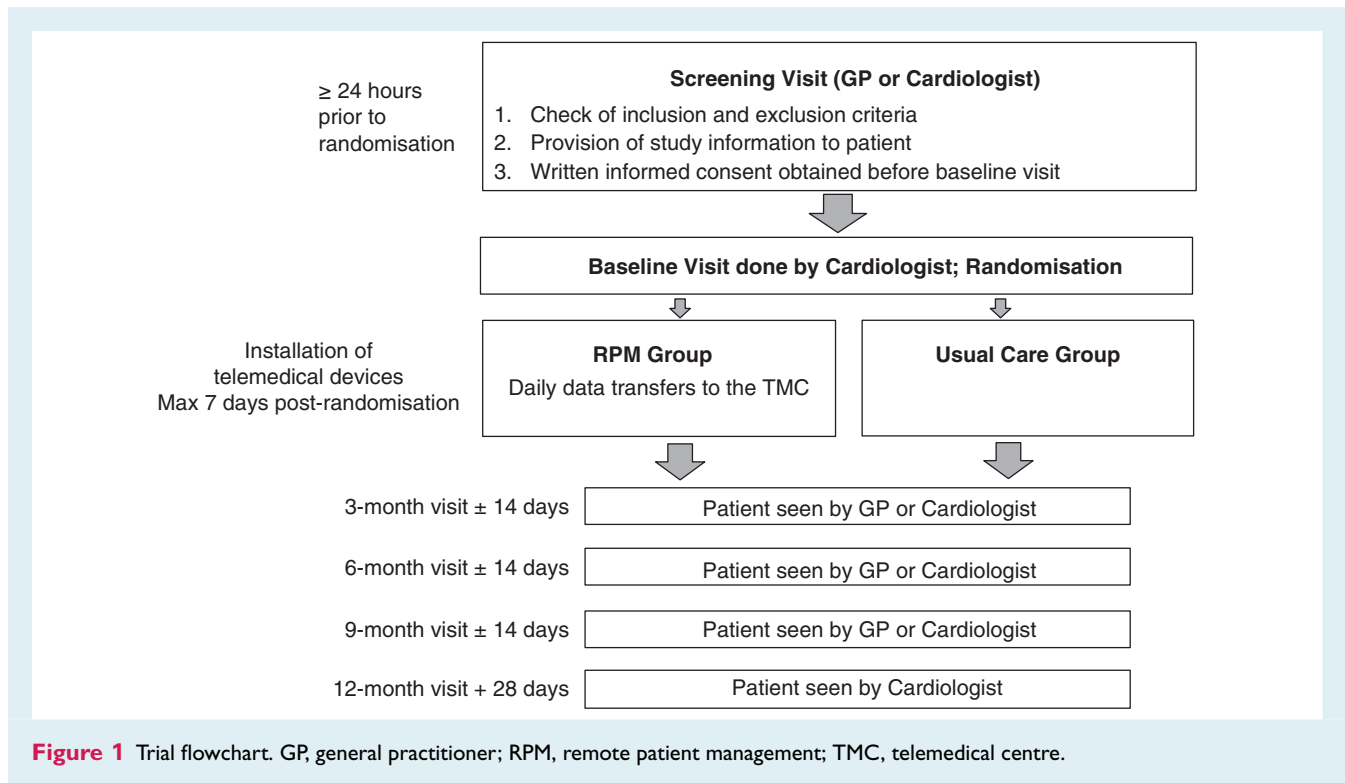 ≥ 24 hours
prior to
randomisation
Screening Visit (GP or Cardiologist)
1. Check of inclusion and exclusion criteria
2. Provision of study information to patient
3. Written informed consent obtained before baseline visit
Baseline Visit done by Cardiologist; Randomisation
Installation of
telemedical devices
Max 7 days post-randomisation
RPM Group
Daily data transfers to the TMC
Usual Care Group
3-month visit ± 14 days
Patient seen by GP or Cardiologist
6-month visit ± 14 days
Patient seen by GP or Cardiologist
9-month visit ± 14 days
Patient seen by GP or Cardiologist
12-month visit + 28 days
Patient seen by Cardiologist
Figure 1 Trial flowchart. GP, general practitioner; RPM, remote patient management; TMC, telemedical centre.